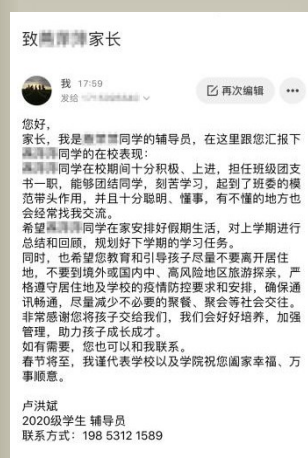 致家长
我 17:59
发给
再次编辑
您好，
家长，我是同学的辅导员，在这里跟您汇报下
同学的在校表现：
同学在校期间十分积极、上进，担任班级团支
书一职，能够团结同学，刻苦学习，起到了班委的模
范带头作用，并且十分聪明、懂事，有不懂的地方也
会经常找我交流。
希望同学在家安排好假期生活，对上学期进行
总结和回顾，规划好下学期的学习任务。
同时，也希望您教育和引导孩子尽量不要离开居住
地，不要到境外或国内中、高风险地区旅游探亲，严
格遵守居住地及学校的疫情防控要求和安排，确保通
讯畅通，尽量减少不必要的聚餐、聚会等社会交往。
非常感谢您将孩子交给我们，我们会好好培养，加强
管理，助力孩子成长成才。
如有需要，您也可以和我联系。
春节将至，我谨代表学校以及学院祝您阖家幸福、万
事顺意。
卢洪斌
2020级学生 辅导员
联系方式：198 5312 1589